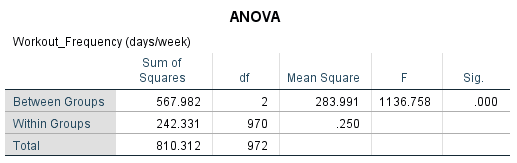 ANOVA
Workout_Frequency (days/week)
Sum of Squares df Mean Square F Sig.
Between Groups 567.982 2 283.991 1136.758 .000
Within Groups 242.331 970 .250
Total 810.312 972